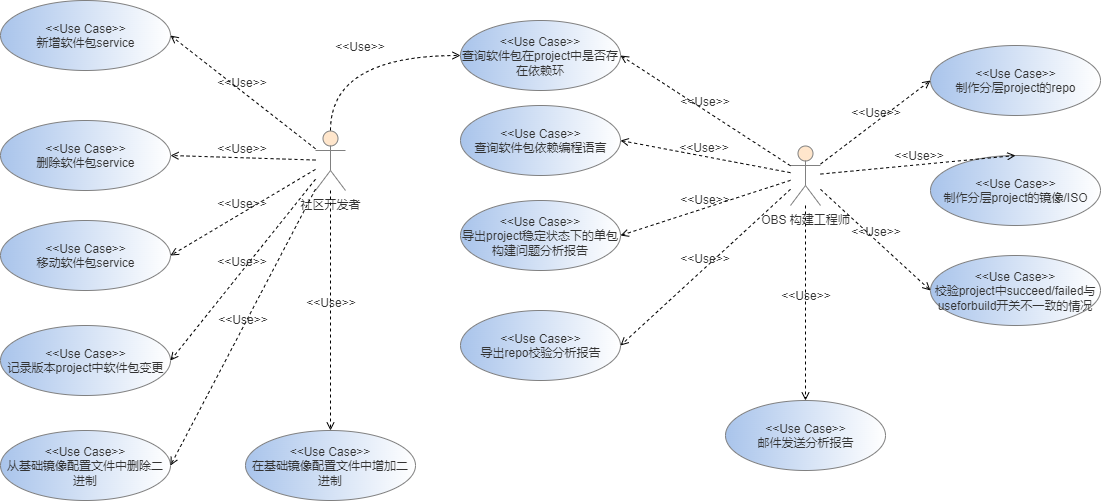 <<Use Case>>
新增软件包service
<<Use>>
<<Use Case>>
删除软件包service
<<Use>>
<<Use Case>>
移动软件包service
<<Use>>
<<Use Case>>
记录版本project中软件包变更
<<Use>>
<<Use Case>>
从基础镜像配置文件中删除二
进制
<<Use>>
社区开发者
<<Use>>
<<Use Case>>
在基础镜像配置文件中增加二
进制
<<Use>>
<<Use Case>>
查询软件包在project中是否存
在依赖环
<<Use>>
<<Use Case>>
查询软件包依赖编程语言
<<Use>>
<<Use Case>>
导出project稳定状态下的单包
构建问题分析报告
<<Use>>
<<Use Case>>
导出repo校验分析报告
<<Use>>
OBS 构建工程师
<<Use>>
<<Use Case>>
邮件发送分析报告
<<Use>>
<<Use Case>>
制作分层project的repo
<<Use>>
<<Use Case>>
制作分层project的镜像/ISO
<<Use>>
<<Use Case>>
校验project中succeed/failed与
useforbuild开关不一致的情况